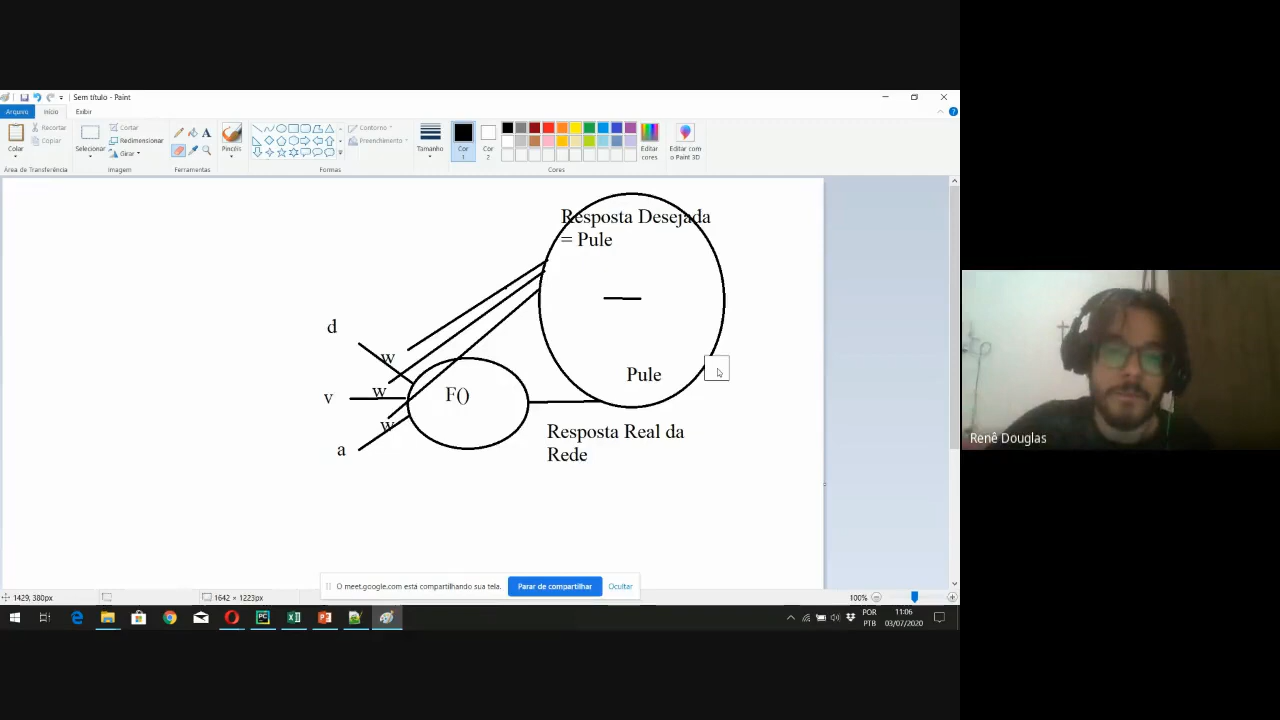 Sem título - Paint
Arquivo
Início
Exibir
Colar
Recortar
Copiar
Área de Transferência
Selecionar
Cortar
Redimensionar
Girar
Imagem
Ferramentas
Pincéis
Contorno
Preenchimento
Formas
Tamanho
Cor
1
Cor
2
Editar
cores
Cores
Editar com
o Paint 3D
Resposta Desejada
= Pule
d
w
v
w
F()
Pule
w
a
Resposta Real da
Rede
Renê Douglas
O meet.google.com está compartilhando sua tela.
Parar de compartilhar
Ocultar
1429, 380px
1642 × 1223px
100%
POR
PTB
11:06
03/07/2020